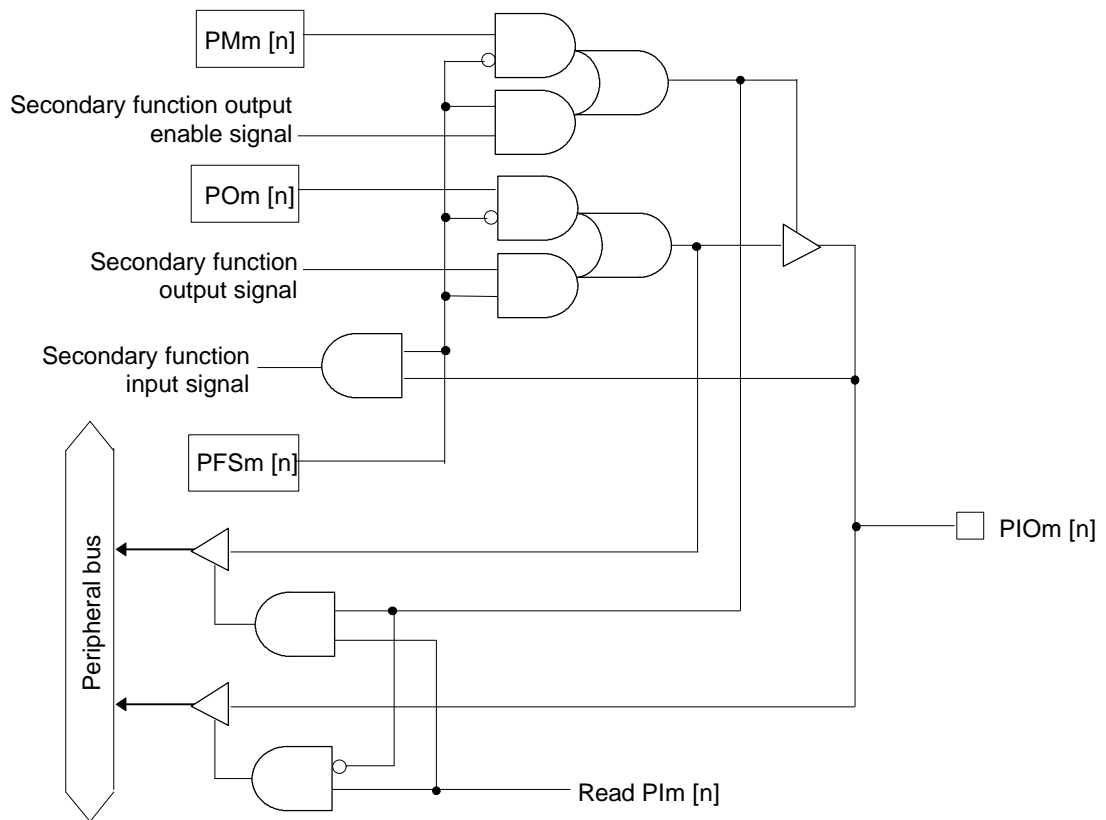 PMm [n]
Secondary function output
enable signal
POm [n]
Secondary function
output signal
Secondary function
input signal
PFSm [n]
PIOm [n]
Peripheral bus
Read PIm [n]